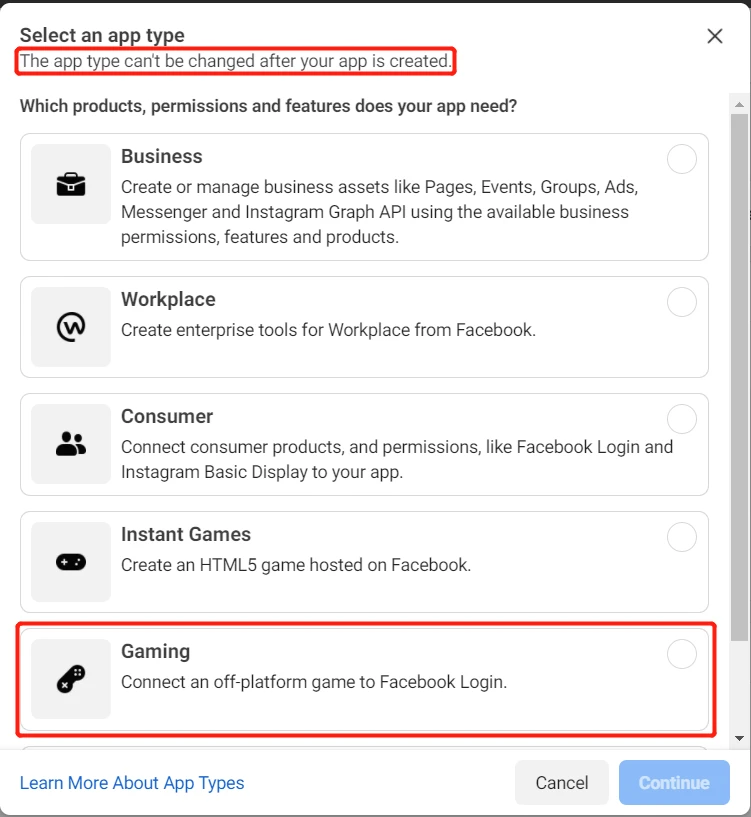 Select an app type
The app type can't be changed after your app is created.
Which products, permissions and features does your app need?
Business
Create or manage business assets like Pages, Events, Groups, Ads,
Messenger and Instagram Graph API using the available business
permissions, features and products.
Workplace
Create enterprise tools for Workplace from Facebook.
Consumer
Connect consumer products, and permissions, like Facebook Login and
Instagram Basic Display to your app.
Instant Games
Create an HTML5 game hosted on Facebook.
Gaming
Connect an off-platform game to Facebook Login.
Learn More About App Types
Cancel
Continue